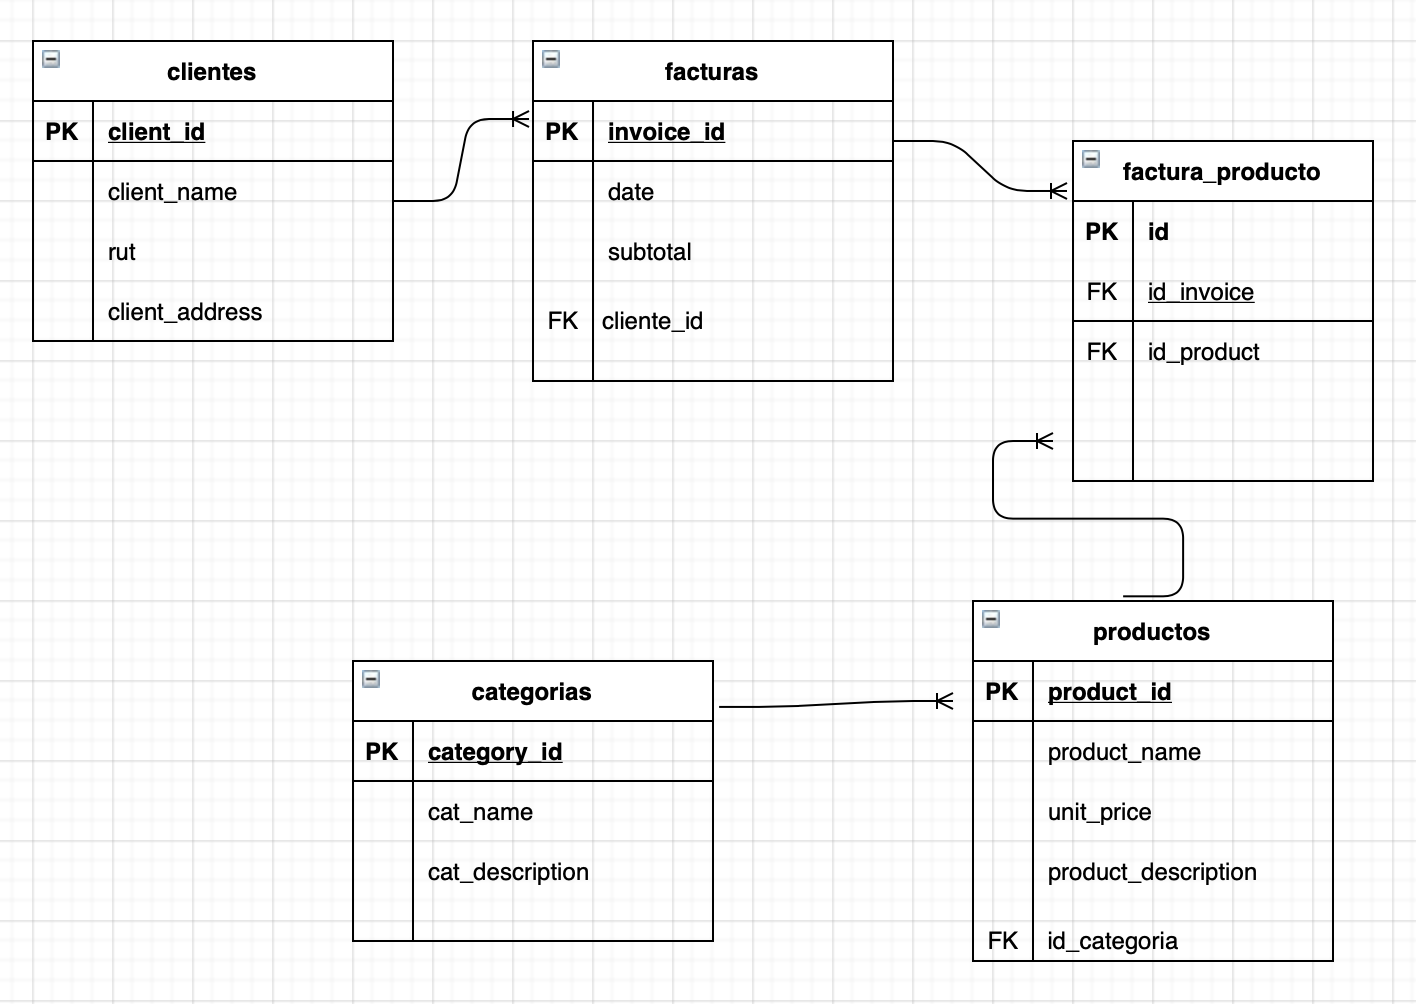 clientes
PK client_id
client_name
rut
client_address
facturas
PK invoice_id
date
subtotal
FK cliente_id
factura_producto
PK id
FK id_invoice
FK id_product
categorias
PK category_id
cat_name
cat_description
productos
PK product_id
product_name
unit_price
product_description
FK id_categoria